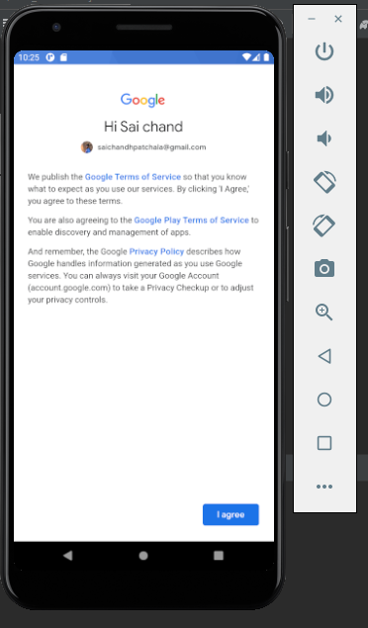 10:25
Google
Hi Sai chand
saichandhpatchala@gmail.com
We publish the Google Terms of Service so that you know
what to expect as you use our services. By clicking 'I Agree,'
you agree to these terms.
You are also agreeing to the Google Play Terms of Service to
enable discovery and management of apps.
And remember, the Google Privacy Policy describes how
Google handles information generated as you use Google
services. You can always visit your Google Account
(account.google.com) to take a Privacy Checkup or to adjust
your privacy controls.
I agree